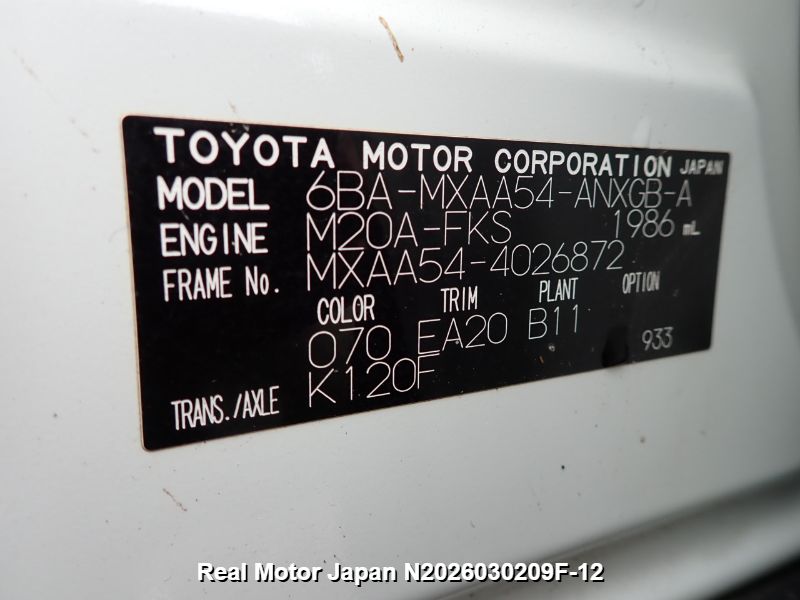 TOYOTA MOTOR CORPORATION JAPAN
MODEL 6BA-MXAA54-ANXGB-A
ENGINE M20A-FKS 1986 mL
FRAME No. MXAA54-4026872
COLOR TRIM PLANT OPTION
070 EA20 B11 933
TRANS./AXLE K120F
Real Motor Japan N2026030209F-12